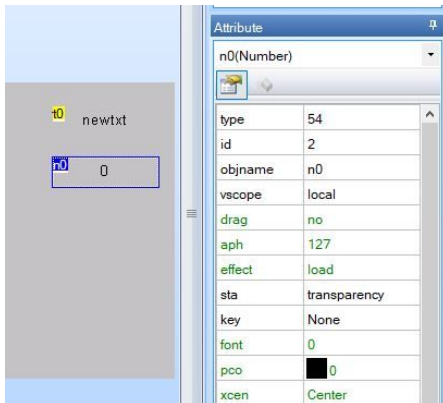 Attribute
n0(Number)
t0 newtxt
n0 0
type 54
id 2
objname n0
vscope local
drag no
aph 127
effect load
sta transparency
key None
font 0
pco 0
xcen Center